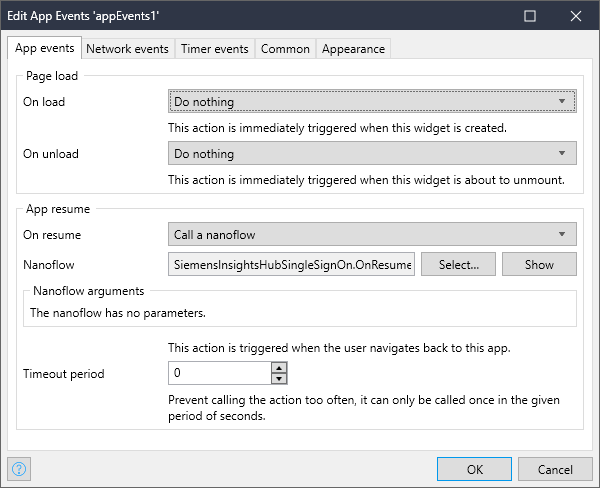 Edit App Events 'appEvents1'
App events Network events Timer events Common Appearance
Page load
On load Do nothing
This action is immediately triggered when this widget is created.
On unload Do nothing
This action is immediately triggered when this widget is about to unmount.
App resume
On resume Call a nanoflow
Nanoflow SiemensInsightsHubSingleSignOn.OnResume Select... Show
Nanoflow arguments
The nanoflow has no parameters.
This action is triggered when the user navigates back to this app.
Timeout period 0
Prevent calling the action too often, it can only be called once in the given
period of seconds.
? OK Cancel